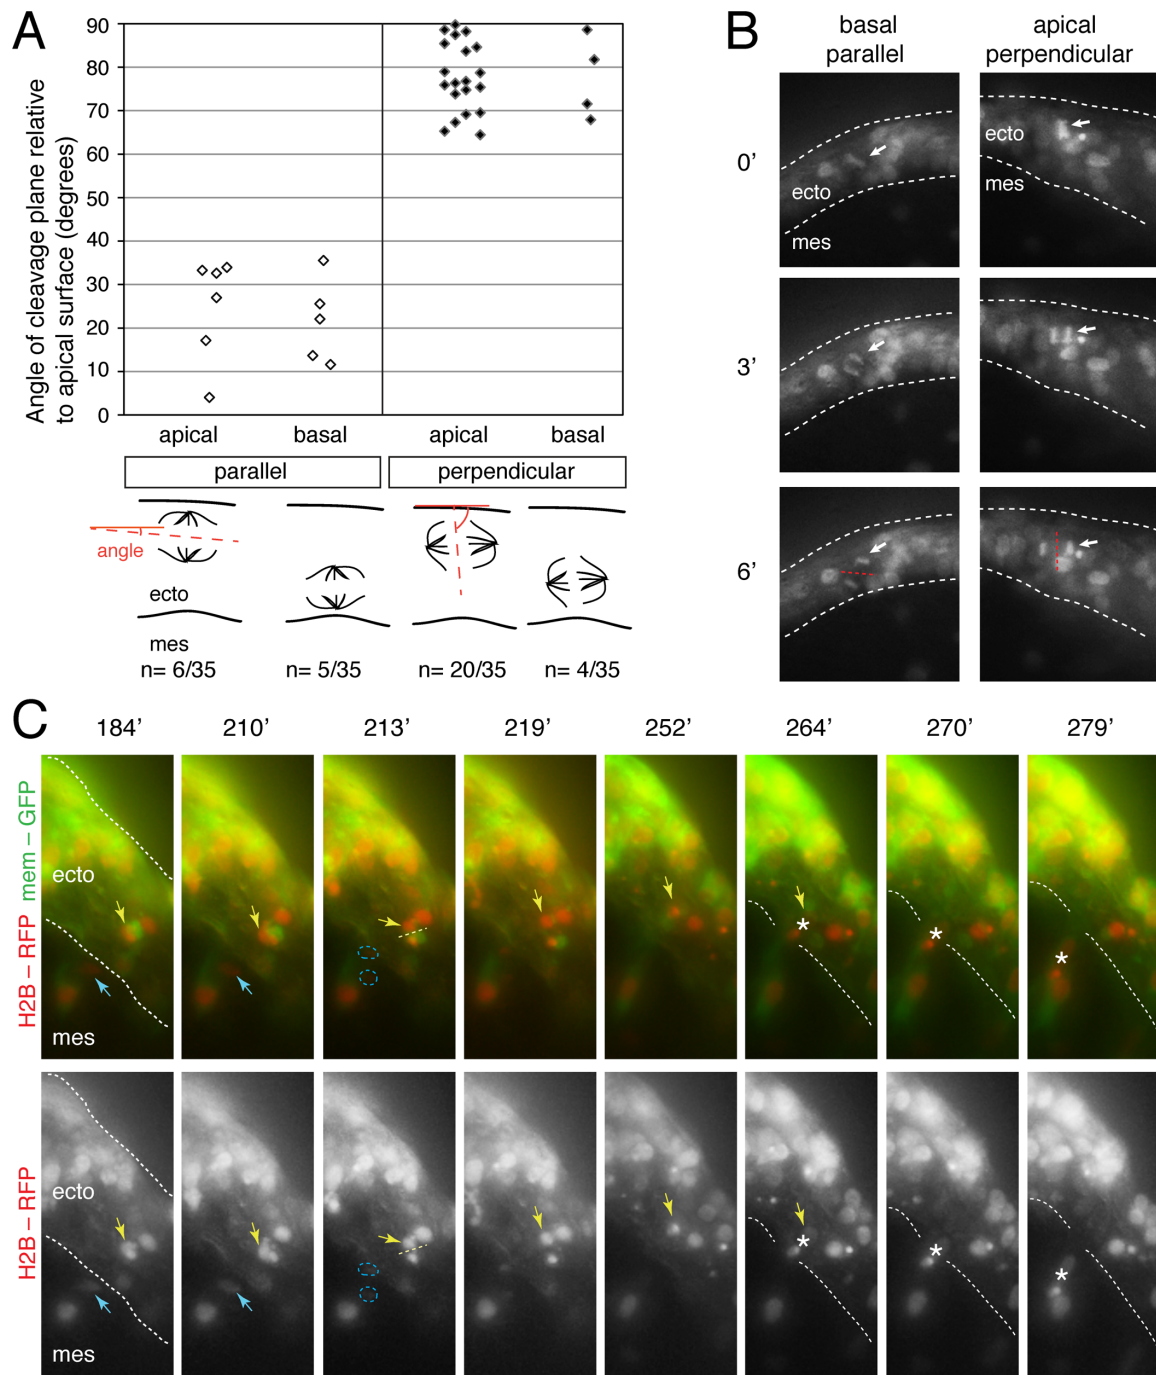 A
Angle of cleavage plane relative
to apical surface (degrees)
90
80
70
60
50
40
30
20
10
0
apical basal apical basal
parallel perpendicular
angle
ecto
mes
n= 6/35 n= 5/35 n= 20/35 n= 4/35
B
basal
parallel
apical
perpendicular
0'
ecto
mes
ecto
mes
3'
6'
C
184' 210' 213' 219' 252' 264' 270' 279'
H2B – RFP mem – GFP
ecto
mes
H2B – RFP
ecto
mes